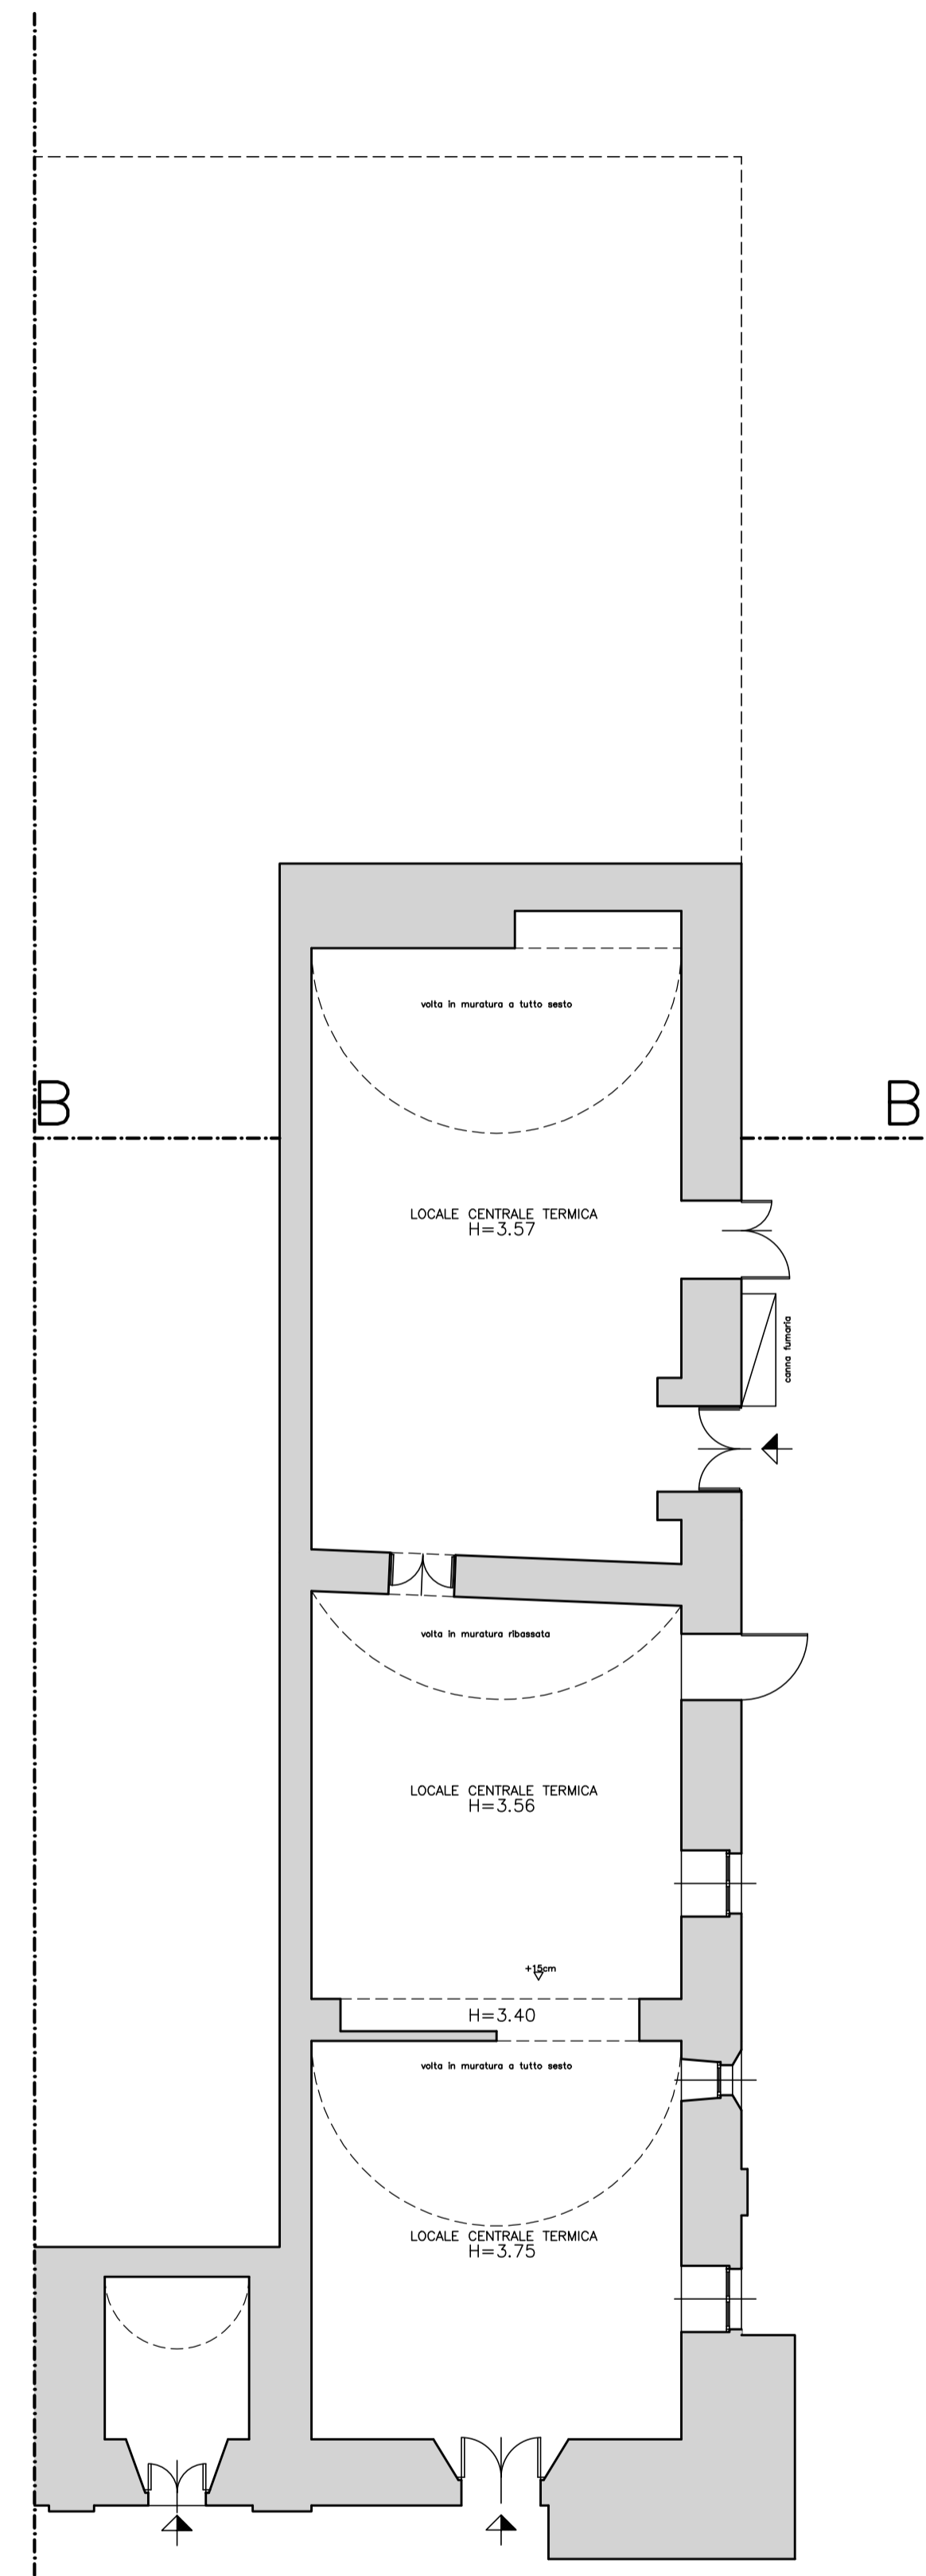 volta in muratura a tutto sesto
B
B
LOCALE CENTRALE TERMICA
H=3.57
canna fumaria
volta in muratura ribassata
LOCALE CENTRALE TERMICA
H=3.56
+15cm
H=3.40
volta in muratura a tutto sesto
LOCALE CENTRALE TERMICA
H=3.75